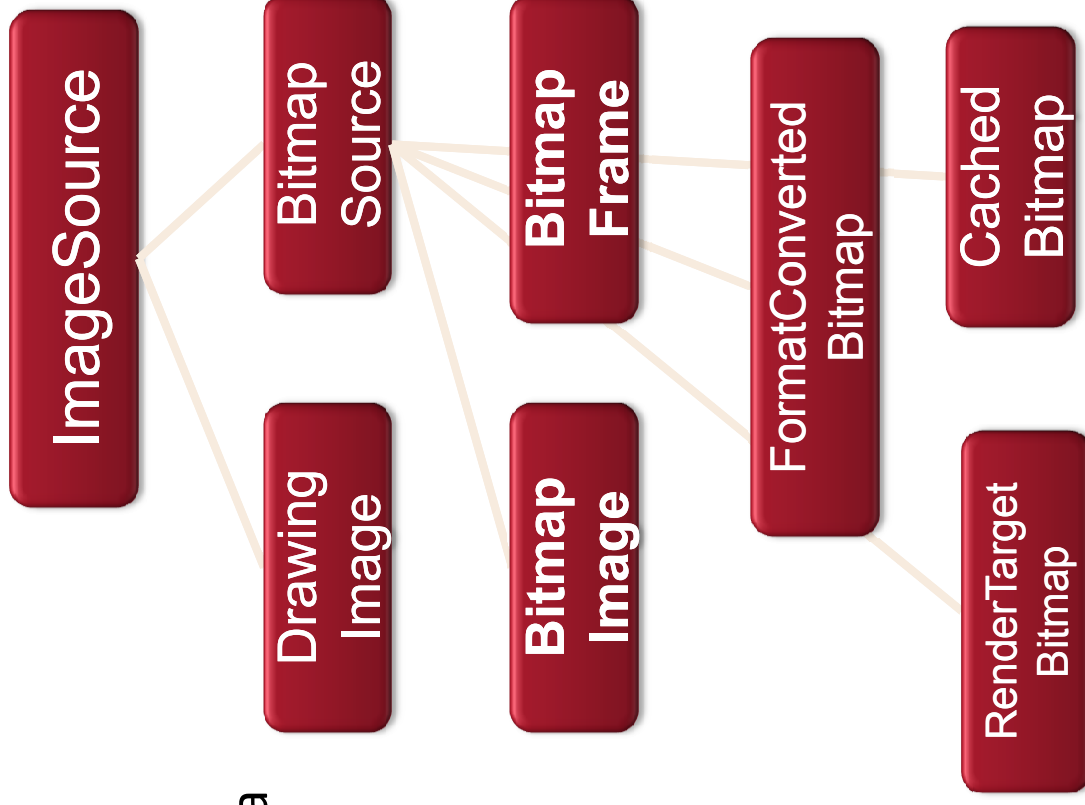 ImageSource
Drawing
Image
Bitmap
Source
Bitmap
Image
Bitmap
Frame
FormatConverted
Bitmap
RenderTarget
Bitmap
Cached
Bitmap